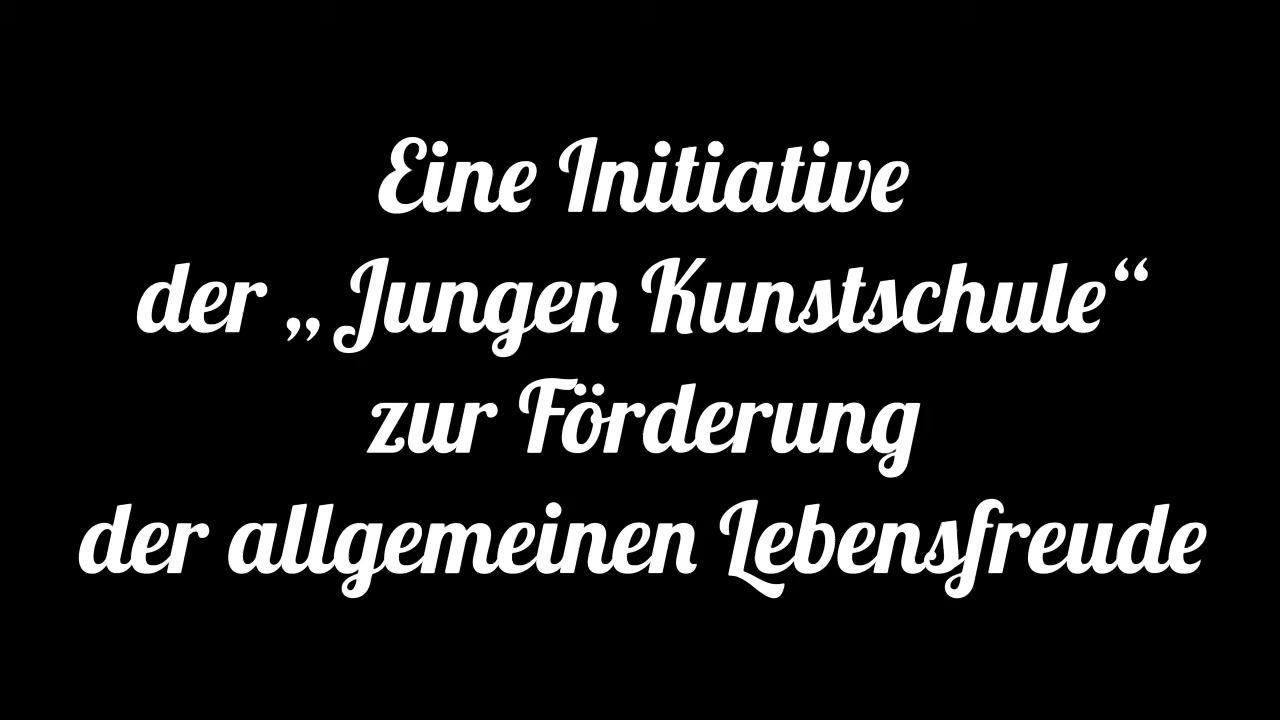 Eine Initiative
der „Jungen Kunstschule“
zur Förderung
der allgemeinen Lebensfreude